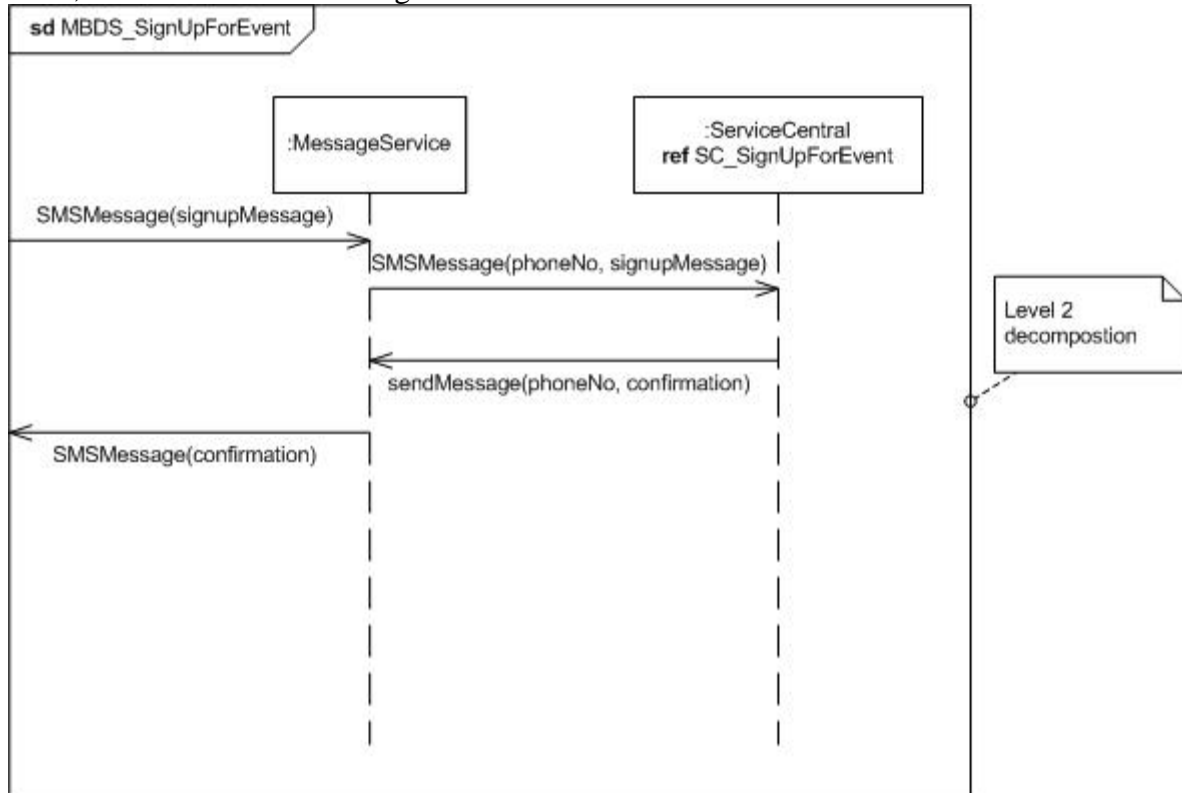 sd MBDS_SignUpForEvent
:MessageService
:ServiceCentral
ref SC_SignUpForEvent
SMSMessage(signupMessage)
SMSMessage(phoneNo, signupMessage)
Level 2
decompostion
sendMessage(phoneNo, confirmation)
SMSMessage(confirmation)